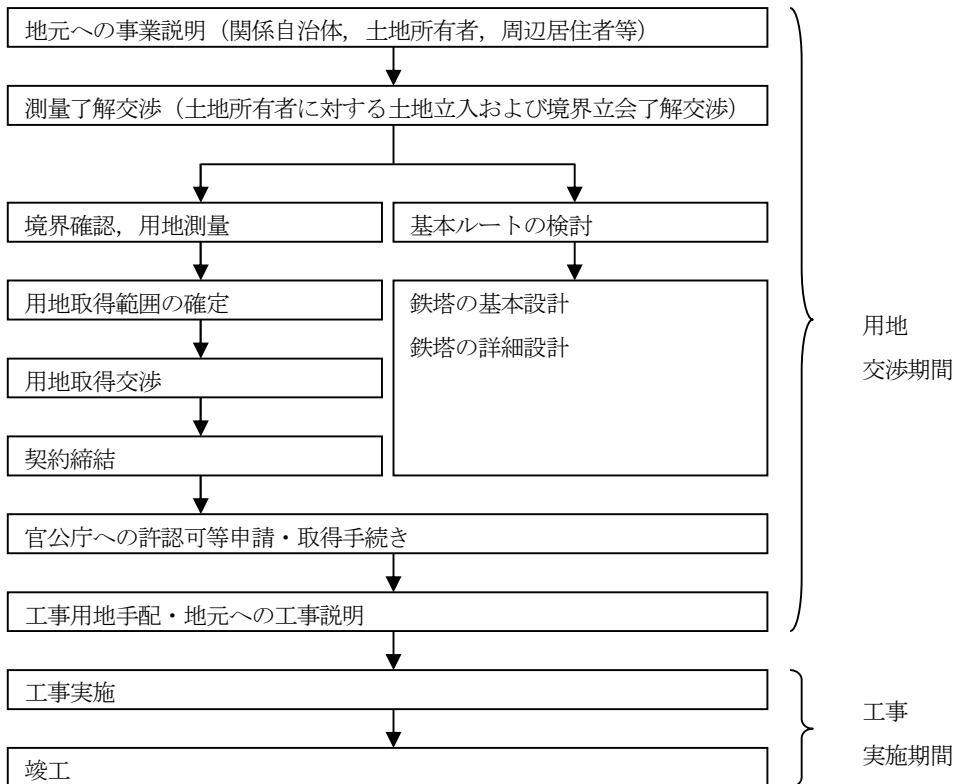 地元への事業説明（関係自治体，土地所有者，周辺居住者等）
測量了解交渉（土地所有者に対する土地立入および境界立会了解交渉）
境界確認，用地測量
基本ルートの検討
用地取得範囲の確定
鉄塔の基本設計
鉄塔の詳細設計
用地取得交渉
契約締結
官公庁への許認可等申請・取得手続き
工事用地手配・地元への工事説明
用地
交渉期間
工事実施
竣工
工事
実施期間